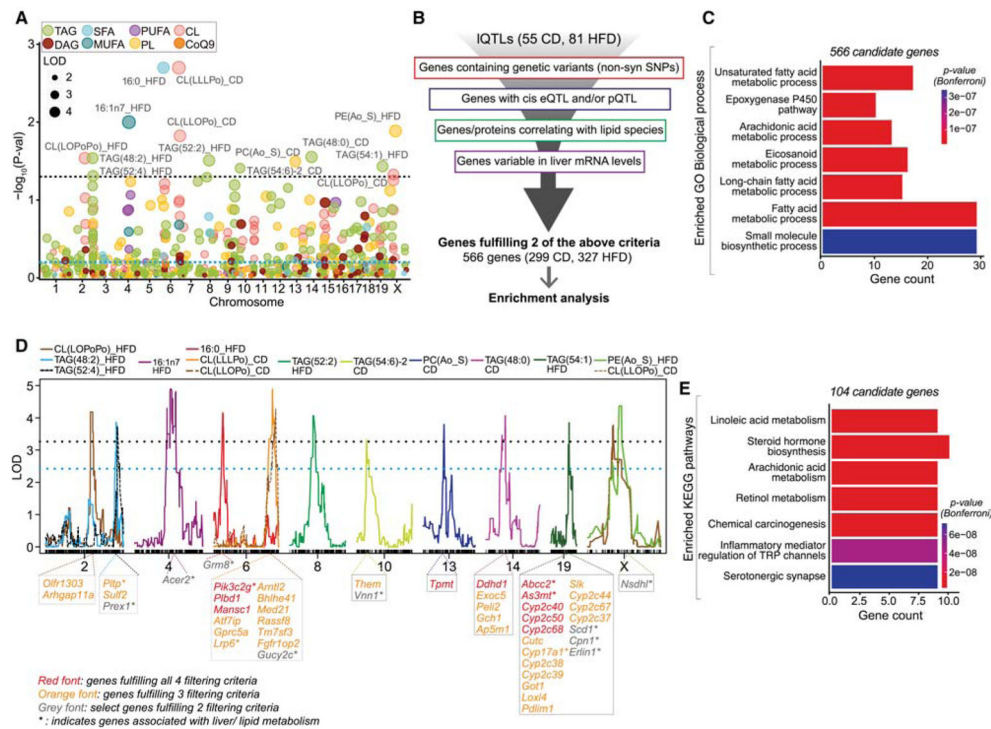 A
TAG SFA PUFA CL
DAG MUFA PL CoQ9
LOD
2
3
4
−log10(P-val)
3
2
1
0
16:0_HFD
CL(LLLPo)_CD
16:1n7_HFD
CL(LLOPo)_CD
PE(Ao_S)_HFD
CL(LOPoPo)_HFD
TAG(52:2)_HFD
TAG(48:0)_CD
TAG(48:2)_HFD
PC(Ao_S)_CD
TAG(54:1)_HFD
TAG(52:4)_HFD
TAG(54:6)-2_CD
CL(LLOPo)_CD
1 2 3 4 5 6 7 8 9 10 11 12 13 14 15 16 17 18 19 X
Chromosome
B
lQTLs (55 CD, 81 HFD)
Genes containing genetic variants (non-syn SNPs)
Genes with cis eQTL and/or pQTL
Genes/proteins correlating with lipid species
Genes variable in liver mRNA levels
Genes fulfilling 2 of the above criteria
566 genes (299 CD, 327 HFD)
Enrichment analysis
C
566 candidate genes
Enriched GO Biological process
Unsaturated fatty acid
metabolic process
Epoxygenase P450
pathway
Arachidonic acid
metabolic process
Eicosanoid
metabolic process
Long-chain fatty acid
metabolic process
Fatty acid
metabolic process
Small molecule
biosynthetic process
0 10 20 30
Gene count
p-value
(Bonferroni)
3e−07
2e−07
1e−07
D
CL(LOPoPo)_HFD
TAG(48:2)_HFD
TAG(52:4)_HFD
16:1n7
HFD
16:0_HFD
CL(LLLPo)_CD
CL(LLOPo)_CD
TAG(52:2)
HFD
TAG(54:6)-2
CD
PC(Ao_S)
CD
TAG(48:0)
CD
TAG(54:1)
HFD
PE(Ao_S)_HFD
CL(LLOPo)_CD
LOD
5
4
3
2
1
0
2 4 6 8 10 13 14 19 X
Olfr1303
Arhgap11a
Pltp*
Sulf2
Prex1*
Acer2*
Grm8*
Pik3c2g* Arntl2
Plbd1 Bhlhe41
Mansc1 Med21
Atf7ip Rassf8
Gprc5a Tm7sf3
Lrp6* Fgfr1op2
Gucy2c*
Them
Vnn1*
Tpmt
Ddhd1
Exoc5
Peli2
Gch1
Ap5m1
Abcc2* Slk
As3mt* Cyp2c44
Cyp2c40 Cyp2c67
Cyp2c50 Cyp2c37
Cyp2c68 Scd1*
Cutc Cpn1*
Cyp17a1* Erlin1*
Cyp2c38
Cyp2c39
Got1
Loxl4
Pdlim1
Nsdhl*
Red font: genes fulfilling all 4 filtering criteria
Orange font: genes fulfilling 3 filtering criteria
Grey font: select genes fulfilling 2 filtering criteria
* : indicates genes associated with liver/ lipid metabolism
E
104 candidate genes
Enriched KEGG pathways
Linoleic acid metabolism
Steroid hormone
biosynthesis
Arachidonic acid
metabolism
Retinol metabolism
Chemical carcinogenesis
Inflammatory mediator
regulation of TRP channels
Serotonergic synapse
0.0 2.5 5.0 7.5 10.0
Gene count
p-value
(Bonferroni)
6e−08
4e−08
2e−08